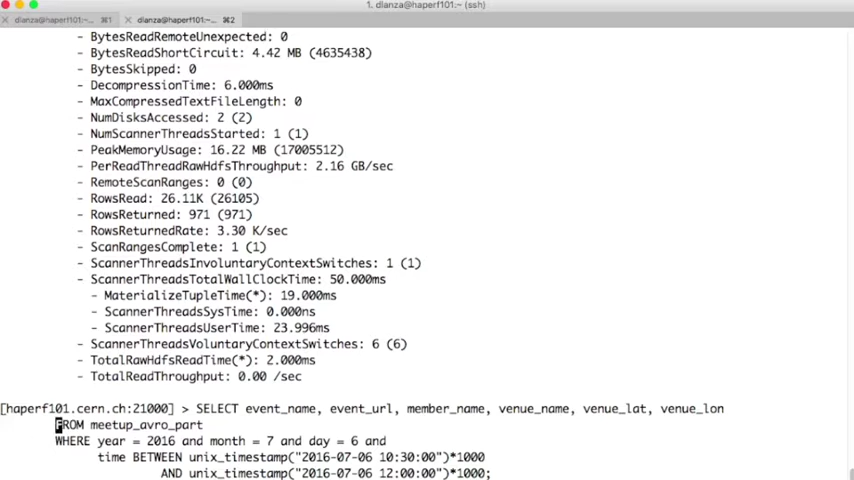 1. dianza@haperf101:~ (ssh)
dianza@haperf101:~... ⌘1
dianza@haperf101:~... ⌘2
- BytesReadRemoteUnexpected: 0
- BytesReadShortCircuit: 4.42 MB (4635438)
- BytesSkipped: 0
- DecompressionTime: 6.000ms
- MaxCompressedTextFileLength: 0
- NumDisksAccessed: 2 (2)
- NumScannerThreadsStarted: 1 (1)
- PeakMemoryUsage: 16.22 MB (17005512)
- PerReadThreadRawHdfsThroughput: 2.16 GB/sec
- RemoteScanRanges: 0 (0)
- RowsRead: 26.11K (26105)
- RowsReturned: 971 (971)
- RowsReturnedRate: 3.30 K/sec
- ScanRangesComplete: 1 (1)
- ScannerThreadsInvoluntaryContextSwitches: 1 (1)
- ScannerThreadsTotalWallClockTime: 50.000ms
- MaterializeTupleTime(*): 19.000ms
- ScannerThreadsSysTime: 0.000ns
- ScannerThreadsUserTime: 23.996ms
- ScannerThreadsVoluntaryContextSwitches: 6 (6)
- TotalRawHdfsReadTime(*): 2.000ms
- TotalReadThroughput: 0.00 /sec
[haperf101.cern.ch:21000] > SELECT event_name, event_url, member_name, venue_name, venue_lat, venue_lon
FROM meetup_avro_part
WHERE year = 2016 and month = 7 and day = 6 and
time BETWEEN unix_timestamp("2016-07-06 10:30:00")*1000
AND unix_timestamp("2016-07-06 12:00:00")*1000;